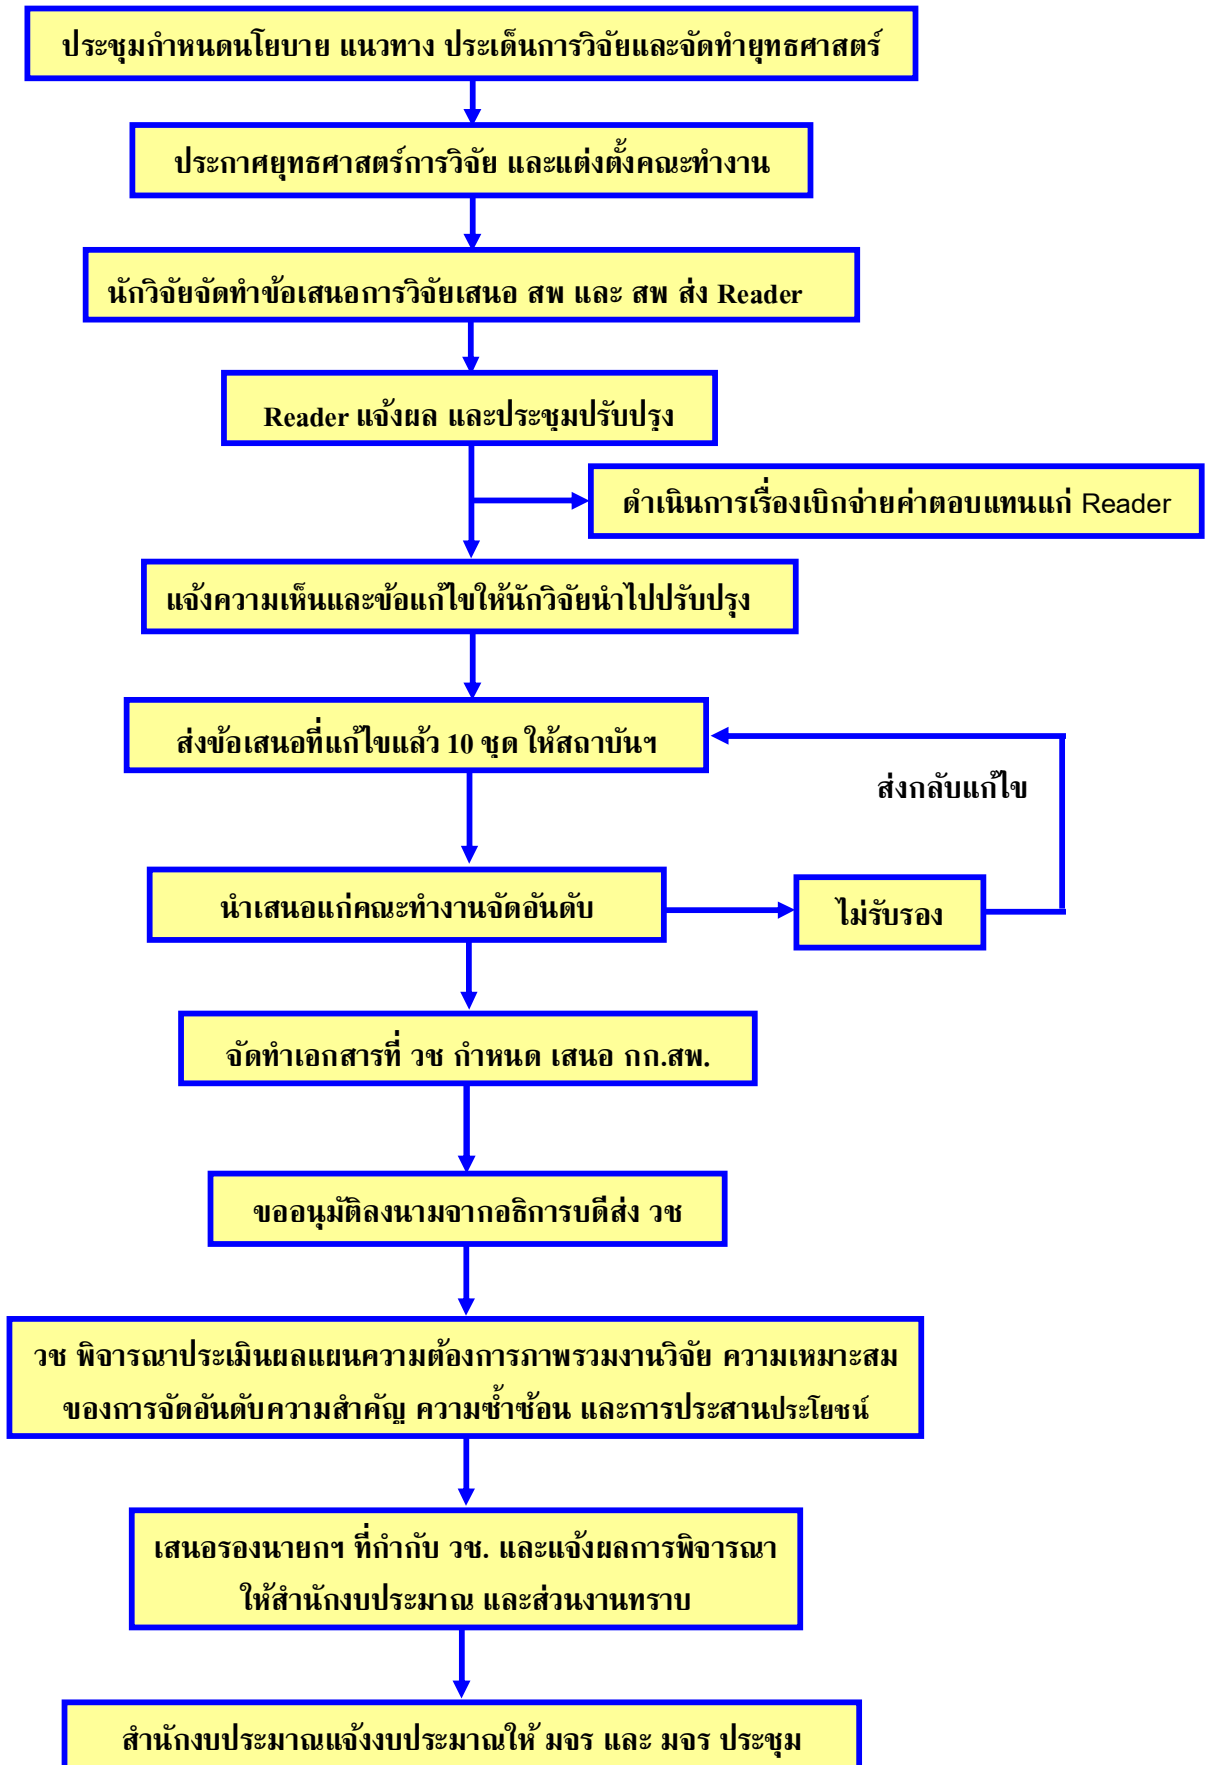 ประชุมกำหนดนโยบาย แนวทาง ประเด็นการวิจัยและจัดทำยุทธศาสตร์
ประกาศยุทธศาสตร์การวิจัย และแต่งตั้งคณะทำงาน
นักวิจัยจัดทำข้อเสนอการวิจัยเสนอ สพ และ สพ ส่ง Reader
Reader แจ้งผล และประชุมปรับปรุง
ดำเนินการเรื่องเบิกจ่ายค่าตอบแทนแก่ Reader
แจ้งความเห็นและข้อแก้ไขให้นักวิจัยนำไปปรับปรุง
ส่งข้อเสนอที่แก้ไขแล้ว 10 ชุด ให้สถาบันฯ
ส่งกลับแก้ไข
นำเสนอแก่คณะทำงานจัดอันดับ
ไม่รับรอง
จัดทำเอกสารที่ วช กำหนด เสนอ กก.สพ.
ขออนุมัติลงนามจากอธิการบดีส่ง วช
วช พิจารณาประเมินผลแผนความต้องการภาพรวมงานวิจัย ความเหมาะสม
ของการจัดอันดับความสำคัญ ความซ้ำซ้อน และการประสานประโยชน์
เสนอรองนายกฯ ที่กำกับ วช. และแจ้งผลการพิจารณา
ให้สำนักงบประมาณ และส่วนงานทราบ
สำนักงบประมาณแจ้งงบประมาณให้ มจร และ มจร ประชุม